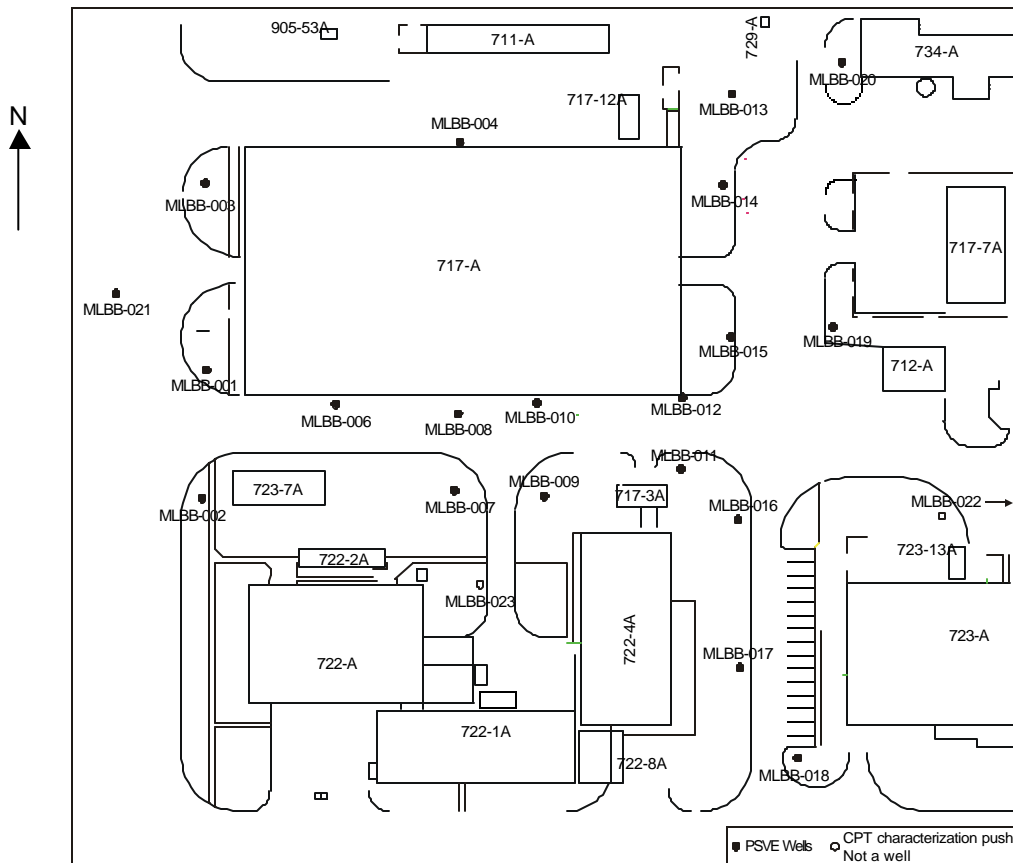 905-53A
711-A
729-A
734-A
MLBB-020
N
717-12A
MLBB-013
MLBB-004
MLBB-003
MLBB-014
717-A
717-7A
MLBB-021
MLBB-015
MLBB-019
712-A
MLBB-001
MLBB-006
MLBB-008
MLBB-010
MLBB-012
MLBB-011
723-7A
MLBB-002
MLBB-007
MLBB-009
717-3A
MLBB-016
MLBB-022
723-13A
722-2A
MLBB-023
722-4A
723-A
722-A
MLBB-017
722-1A
722-8A
MLBB-018
PSVE Wells
CPT characterization push
Not a well